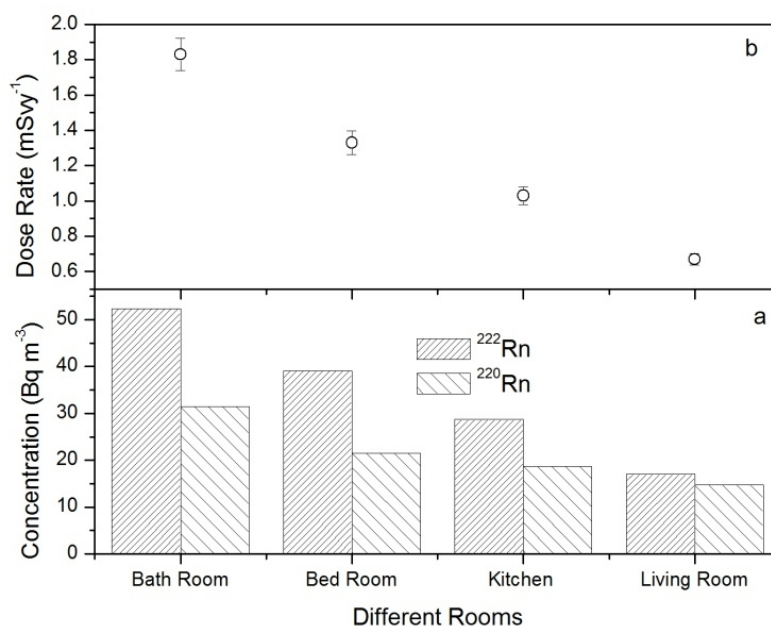 b
Dose Rate (mSvy⁻¹)
2.0
1.8
1.6
1.4
1.2
1.0
0.8
0.6
a
Concentration (Bq m⁻³)
50
40
30
20
10
0
²²²Rn
²²⁰Rn
Bath Room Bed Room Kitchen Living Room
Different Rooms